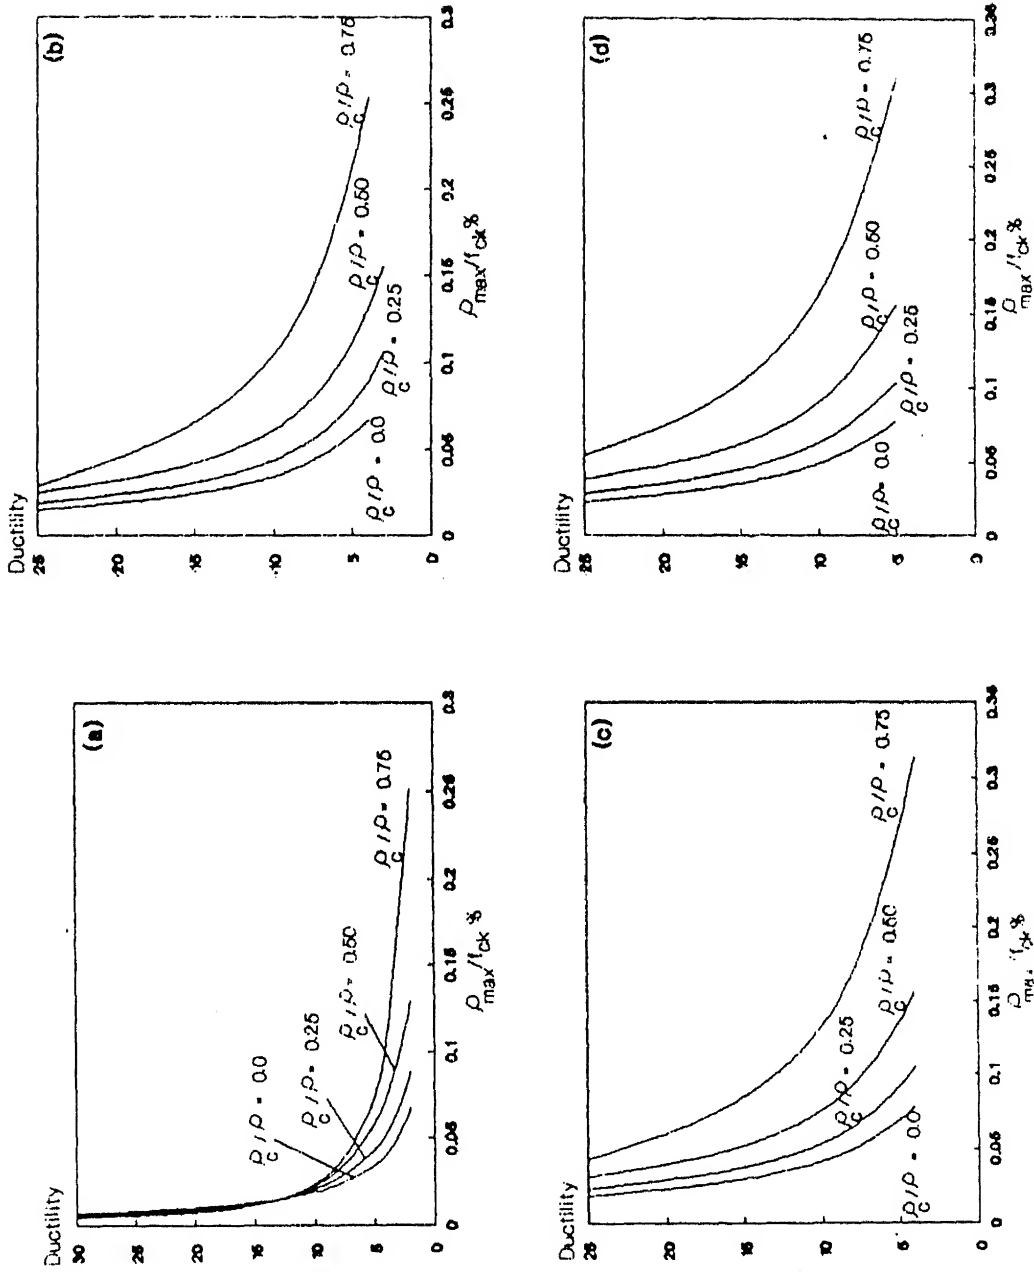 (a)
Ductility
30
25
20
15
10
5
0
ρc/ρ = 0.0
ρc/ρ = 0.25
ρc/ρ = 0.50
ρc/ρ = 0.75
0 0.05 0.1 0.15 0.2 0.25 0.3
ρmax/fck %
(b)
Ductility
25
20
15
10
5
0
ρc/ρ = 0.0
ρc/ρ = 0.25
ρc/ρ = 0.50
ρc/ρ = 0.75
0 0.05 0.1 0.15 0.2 0.25 0.3
ρmax/fck %
(c)
Ductility
25
20
15
10
5
0
ρc/ρ = 0.0
ρc/ρ = 0.25
ρc/ρ = 0.50
ρc/ρ = 0.75
0 0.05 0.1 0.15 0.2 0.25 0.3 0.35
ρmax/fck %
(d)
Ductility
25
20
15
10
5
0
ρc/ρ = 0.0
ρc/ρ = 0.25
ρc/ρ = 0.50
ρc/ρ = 0.75
0 0.05 0.1 0.15 0.2 0.25 0.3 0.35
ρmax/fck %